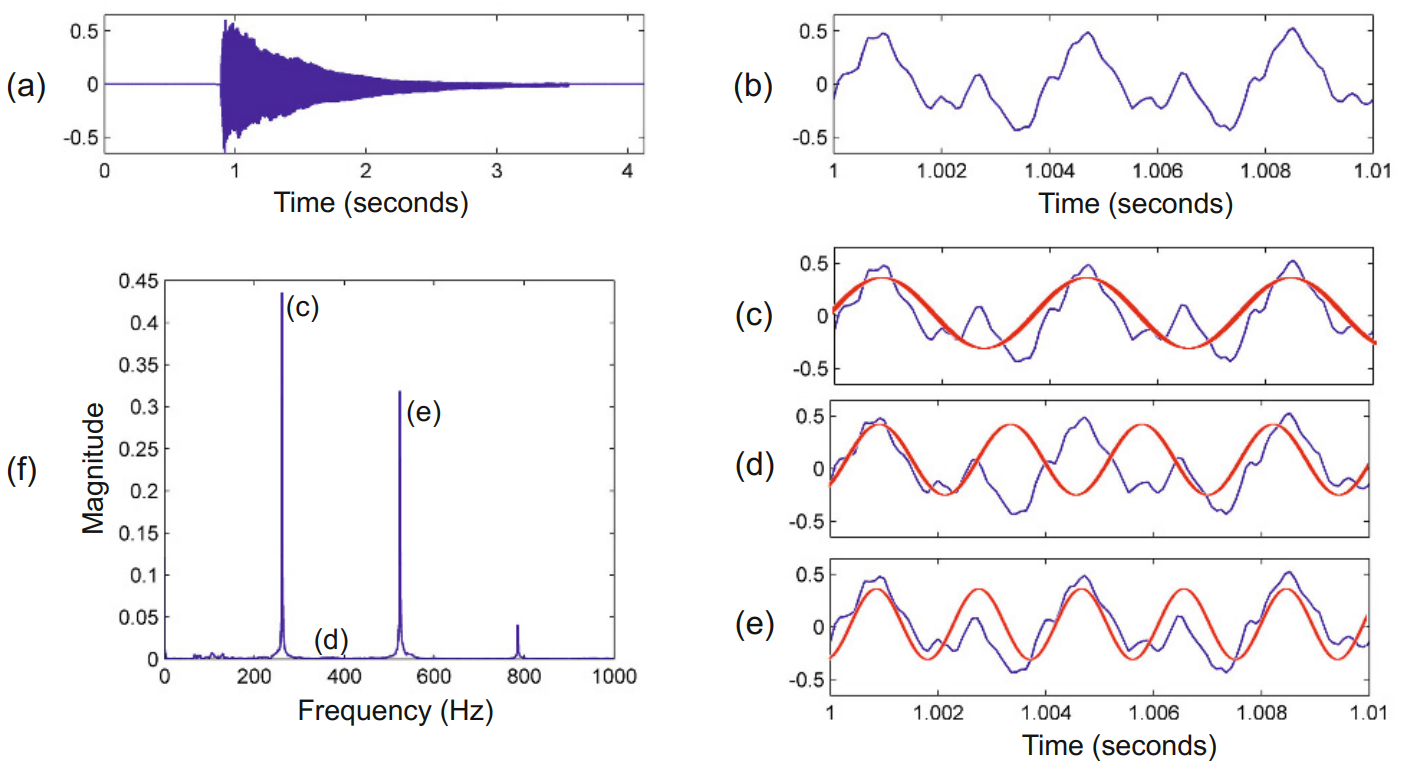 (a)
0.5
0
-0.5
0 1 2 3 4
Time (seconds)
(b)
0.5
0
-0.5
1 1.002 1.004 1.006 1.008 1.01
Time (seconds)
(f)
Magnitude
0.45
0.4
0.35
0.3
0.25
0.2
0.15
0.1
0.05
0
(c)
(e)
(d)
0 200 400 600 800 1000
Frequency (Hz)
(c)
0.5
0
-0.5
(d)
0.5
0
-0.5
(e)
0.5
0
-0.5
1 1.002 1.004 1.006 1.008 1.01
Time (seconds)